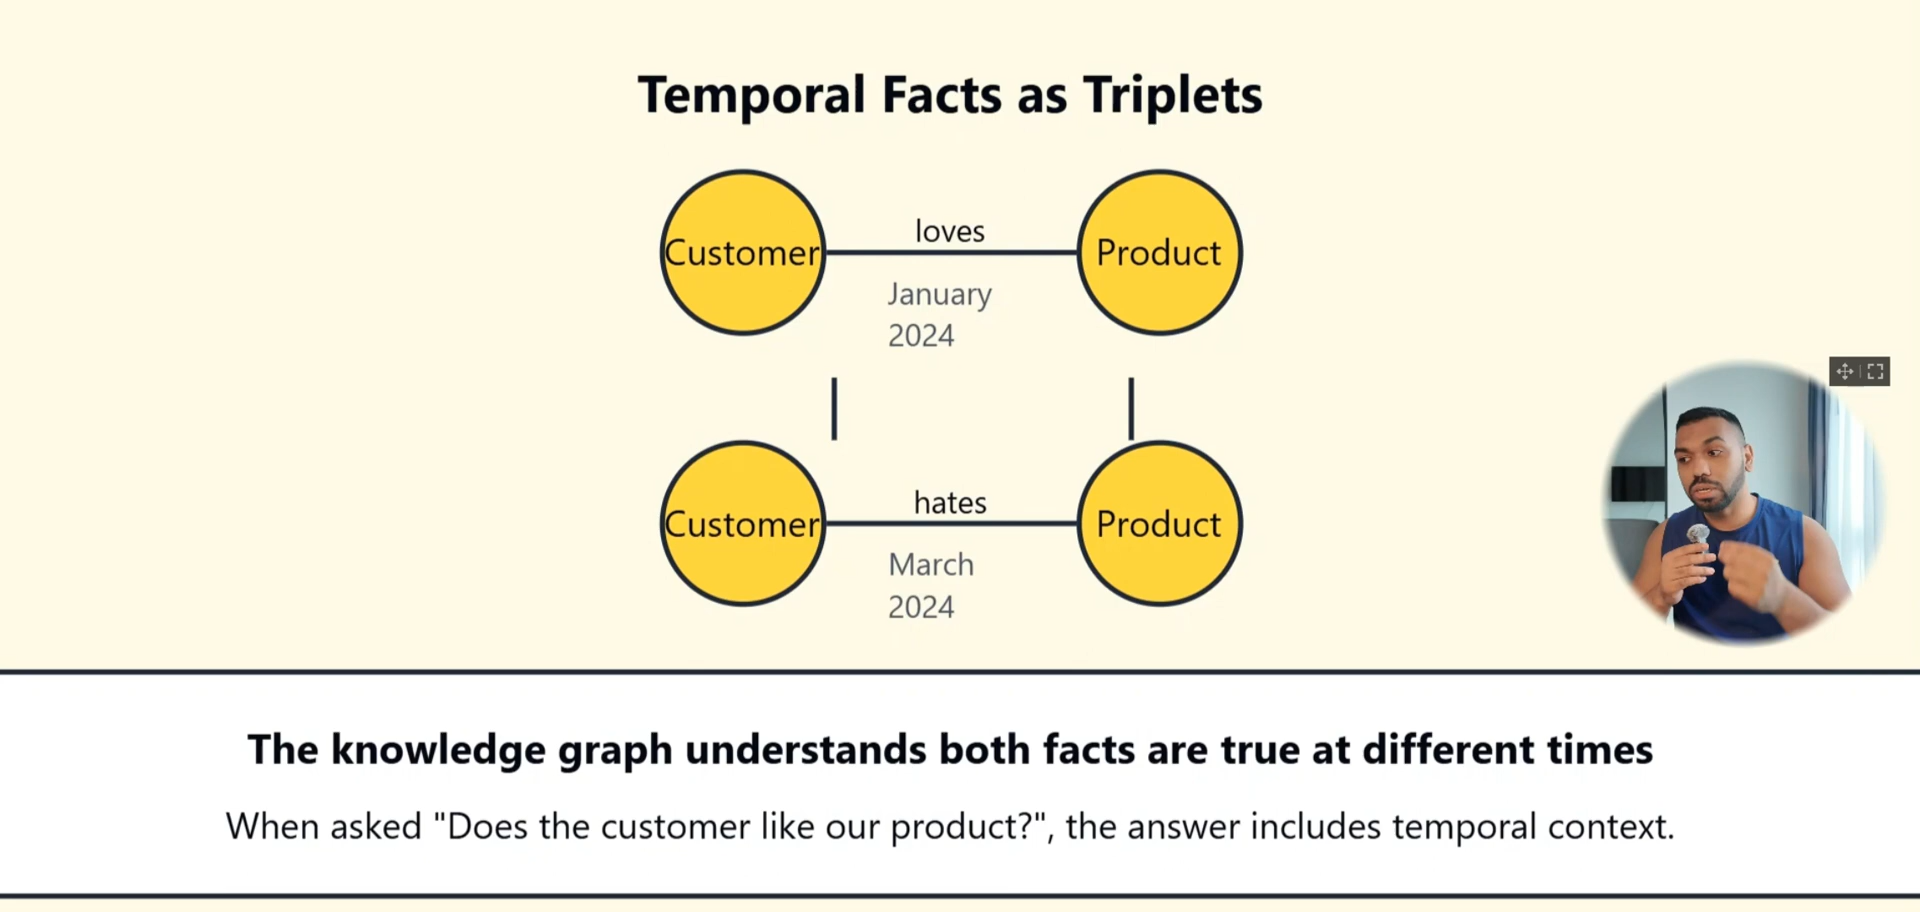 Temporal Facts as Triplets
Customer loves Product
January
2024
Customer hates Product
March
2024
The knowledge graph understands both facts are true at different times
When asked "Does the customer like our product?", the answer includes temporal context.